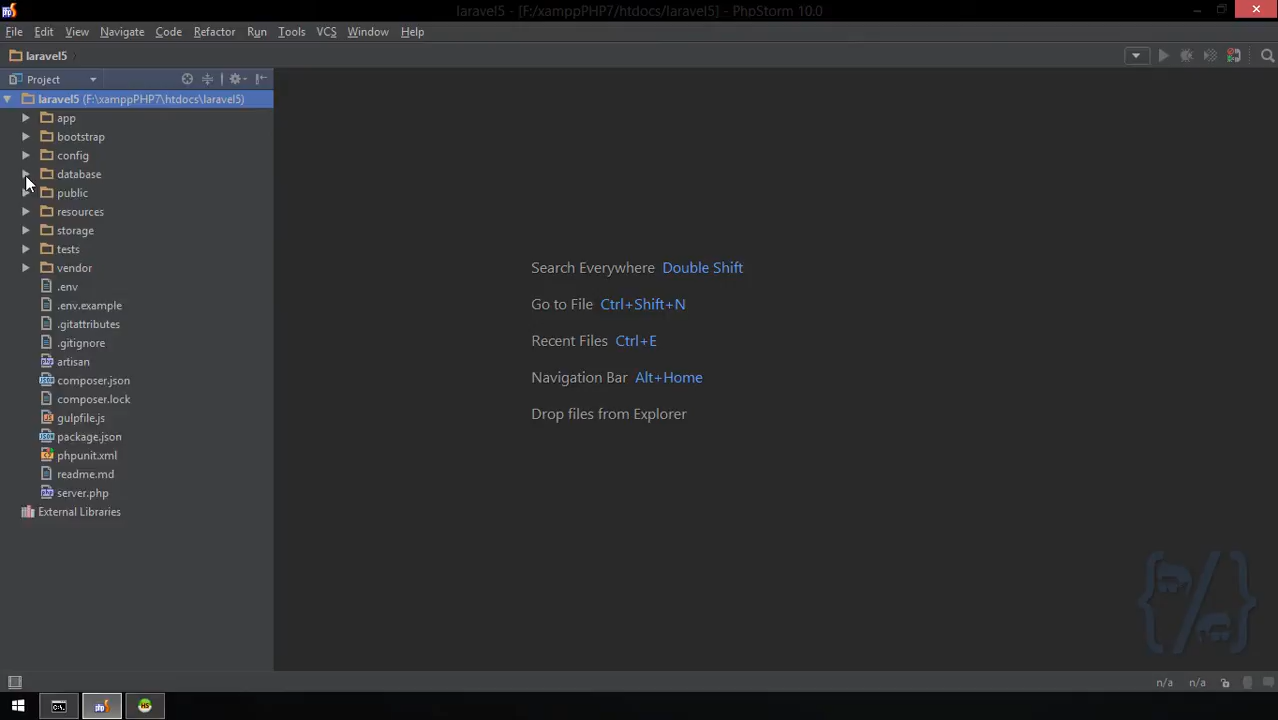 laravel5 - [F:/xamppPHP7/htdocs/laravel5] - PhpStorm 10.0
File Edit View Navigate Code Refactor Run Tools VCS Window Help
laravel5
Project
laravel5 (F:\xamppPHP7\htdocs\laravel5)
app
bootstrap
config
database
public
resources
storage
tests
vendor
.env
.env.example
.gitattributes
.gitignore
artisan
composer.json
composer.lock
gulpfile.js
package.json
phpunit.xml
readme.md
server.php
External Libraries
Search Everywhere Double Shift
Go to File Ctrl+Shift+N
Recent Files Ctrl+E
Navigation Bar Alt+Home
Drop files from Explorer
n/a n/a